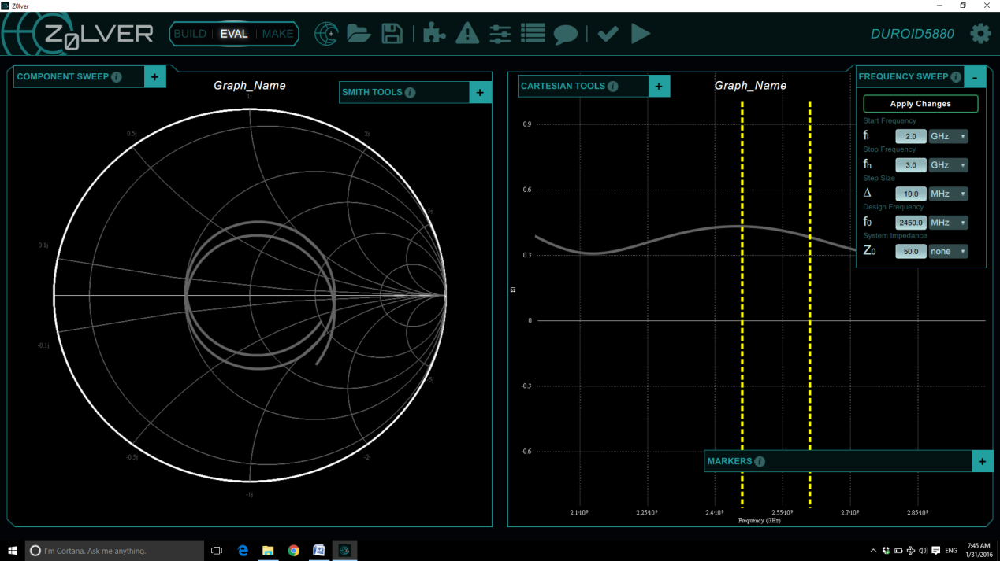 Z0lver
Z0LVER
BUILD EVAL MAKE
DUROID5880
COMPONENT SWEEP i
+
Graph_Name
SMITH TOOLS i
+
1j
0.5j
2j
0.1j
5j
-0.1j
-5j
-0.5j
-2j
-1j
CARTESIAN TOOLS i
+
Graph_Name
0.9
0.6
0.3
0
-0.3
-0.6
2.1·10⁹
2.25·10⁹
2.4·10⁹
2.55·10⁹
2.7·10⁹
2.85·10⁹
Frequency (GHz)
FREQUENCY SWEEP i
-
Apply Changes
Start Frequency
fl 2.0 GHz
Stop Frequency
fh 3.0 GHz
Step Size
Δ 10.0 MHz
Design Frequency
f0 2450.0 MHz
System Impedance
Z0 50.0 none
MARKERS i
+
I'm Cortana. Ask me anything.
ENG
7:45 AM
1/31/2016